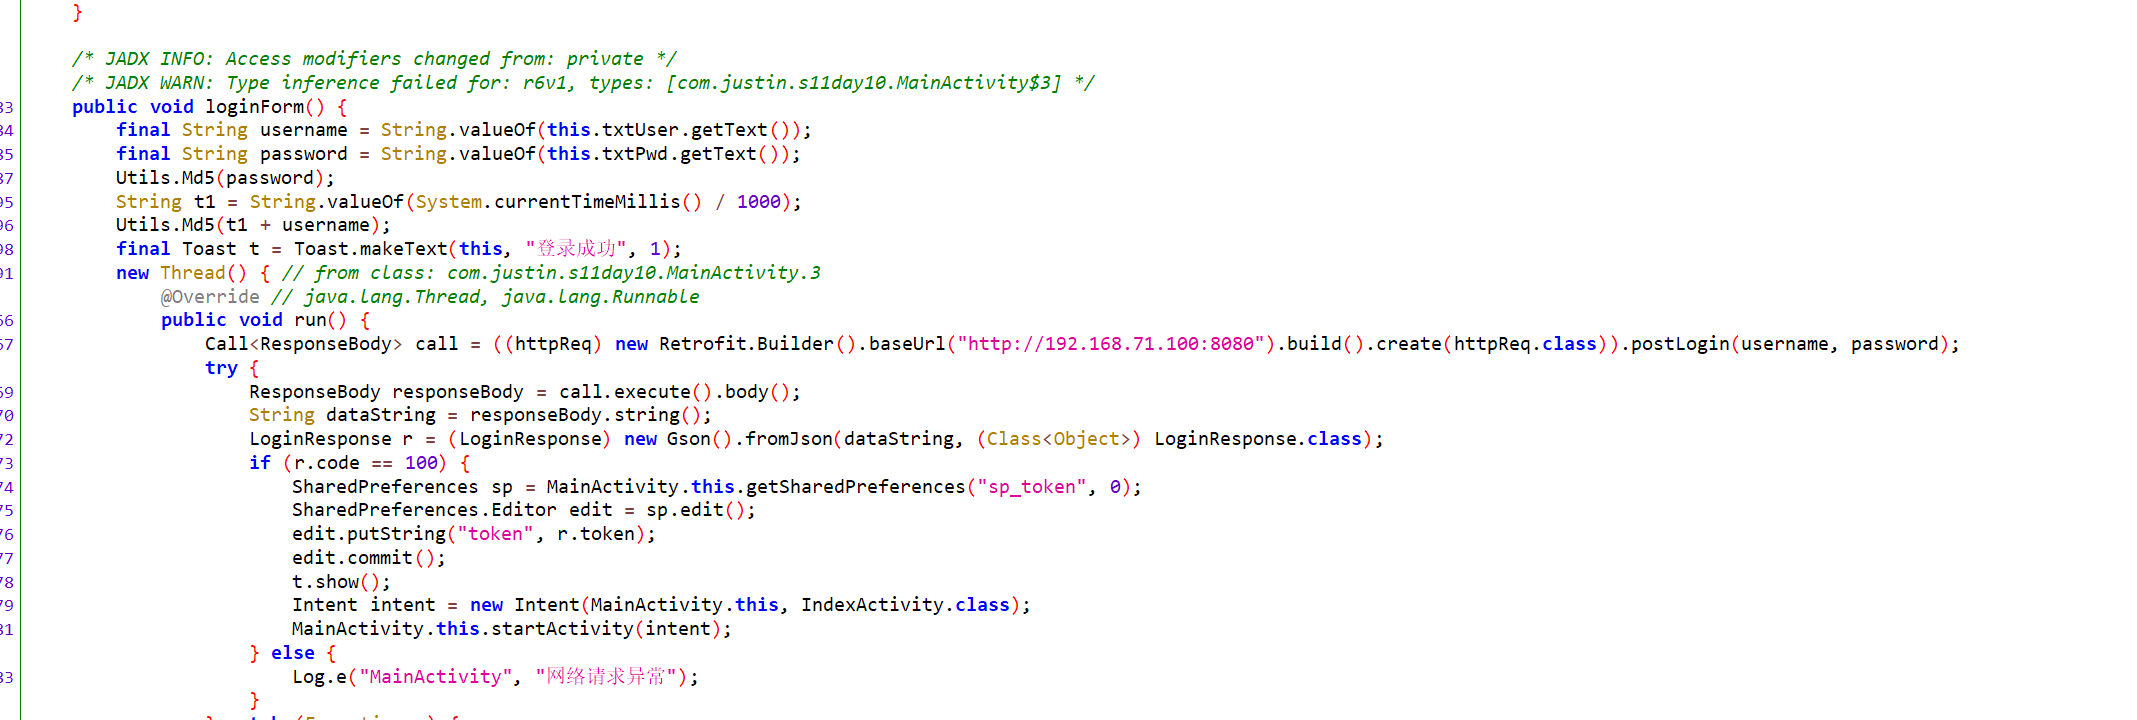 }
/* JADX INFO: Access modifiers changed from: private */
/* JADX WARN: Type inference failed for: r6v1, types: [com.justin.s11day10.MainActivity$3] */
33 public void loginForm() {
34 final String username = String.valueOf(this.txtUser.getText());
35 final String password = String.valueOf(this.txtPwd.getText());
37 Utils.Md5(password);
95 String t1 = String.valueOf(System.currentTimeMillis() / 1000);
96 Utils.Md5(t1 + username);
98 final Toast t = Toast.makeText(this, "登录成功", 1);
91 new Thread() { // from class: com.justin.s11day10.MainActivity.3
@Override // java.lang.Thread, java.lang.Runnable
66 public void run() {
67 Call<ResponseBody> call = ((httpReq) new Retrofit.Builder().baseUrl("http://192.168.71.100:8080").build().create(httpReq.class)).postLogin(username, password);
try {
69 ResponseBody responseBody = call.execute().body();
70 String dataString = responseBody.string();
72 LoginResponse r = (LoginResponse) new Gson().fromJson(dataString, (Class<Object>) LoginResponse.class);
73 if (r.code == 100) {
74 SharedPreferences sp = MainActivity.this.getSharedPreferences("sp_token", 0);
75 SharedPreferences.Editor edit = sp.edit();
76 edit.putString("token", r.token);
77 edit.commit();
78 t.show();
79 Intent intent = new Intent(MainActivity.this, IndexActivity.class);
81 MainActivity.this.startActivity(intent);
} else {
83 Log.e("MainActivity", "网络请求异常");
}